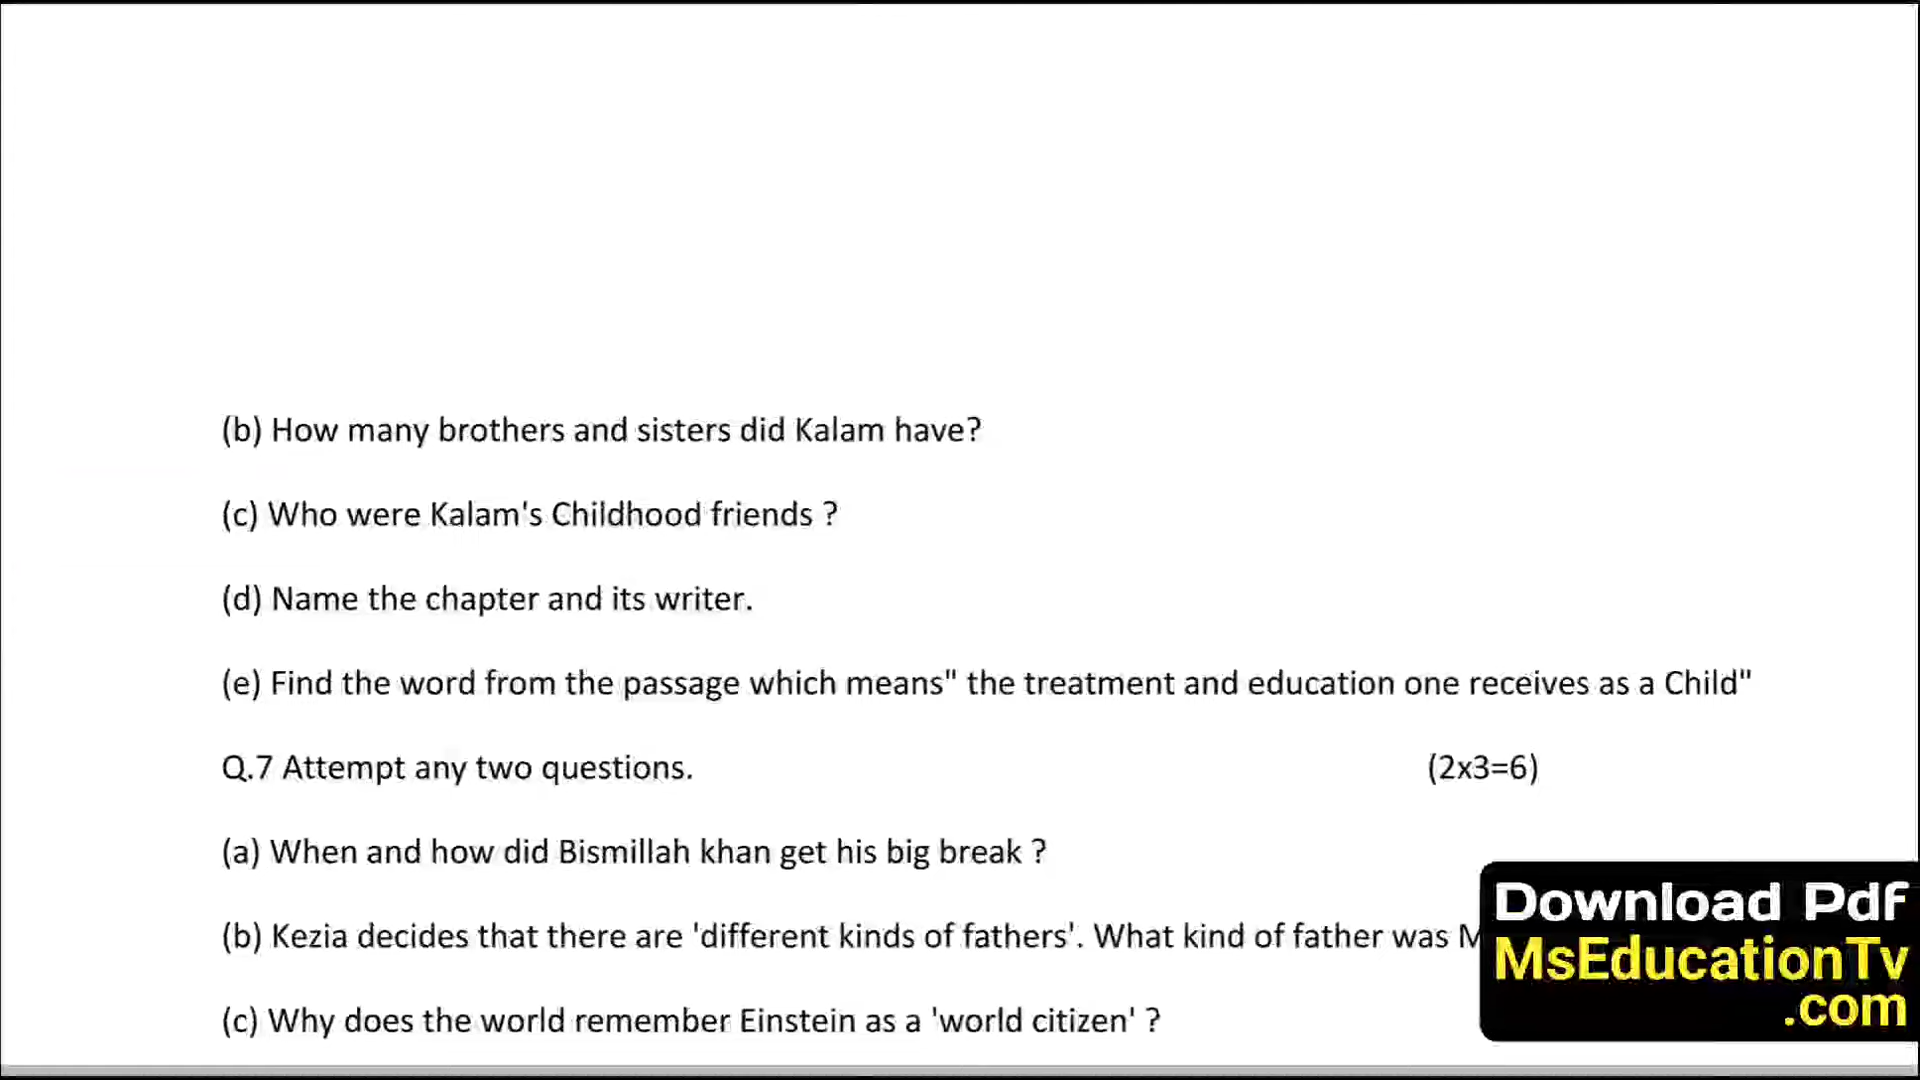 (b) How many brothers and sisters did Kalam have?
(c) Who were Kalam's Childhood friends ?
(d) Name the chapter and its writer.
(e) Find the word from the passage which means" the treatment and education one receives as a Child"
Q.7 Attempt any two questions. (2x3=6)
(a) When and how did Bismillah khan get his big break ?
(b) Kezia decides that there are 'different kinds of fathers'. What kind of father was
(c) Why does the world remember Einstein as a 'world citizen' ?
Download Pdf
MsEducationTv
.com